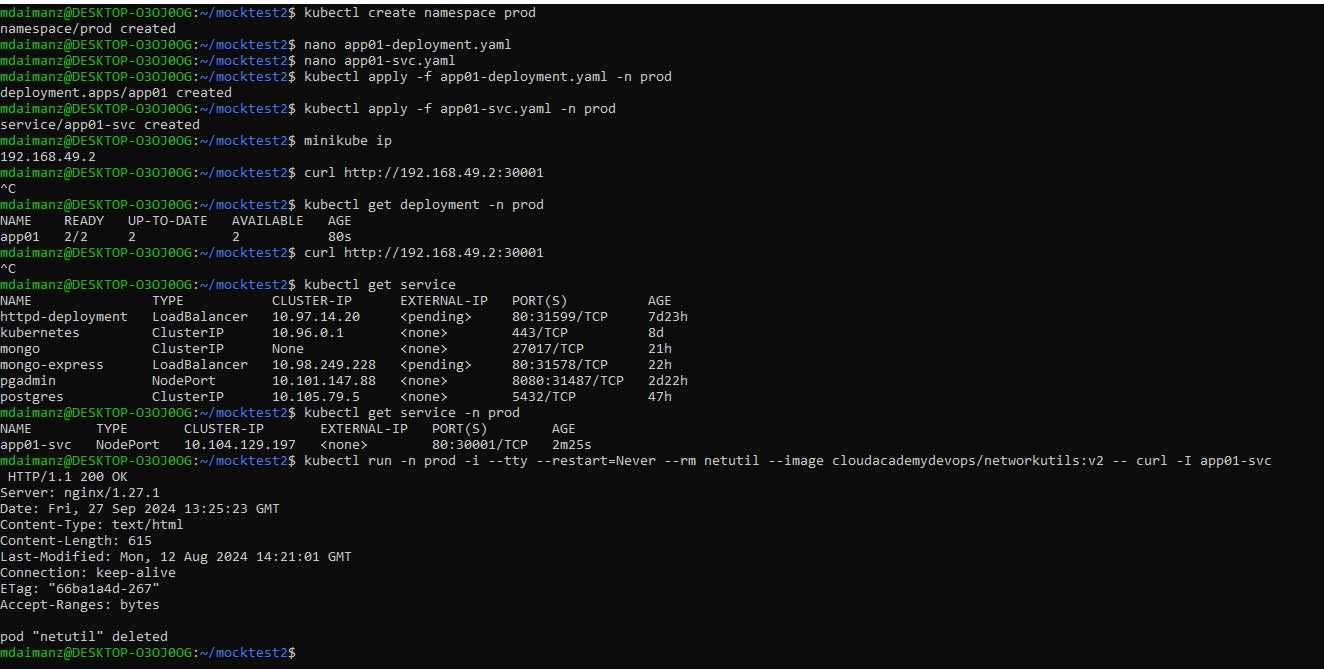 mdaimanz@DESKTOP-O3OJ0OG:~/mocktest2$ kubectl create namespace prod
namespace/prod created
mdaimanz@DESKTOP-O3OJ0OG:~/mocktest2$ nano app01-deployment.yaml
mdaimanz@DESKTOP-O3OJ0OG:~/mocktest2$ nano app01-svc.yaml
mdaimanz@DESKTOP-O3OJ0OG:~/mocktest2$ kubectl apply -f app01-deployment.yaml -n prod
deployment.apps/app01 created
mdaimanz@DESKTOP-O3OJ0OG:~/mocktest2$ kubectl apply -f app01-svc.yaml -n prod
service/app01-svc created
mdaimanz@DESKTOP-O3OJ0OG:~/mocktest2$ minikube ip
192.168.49.2
mdaimanz@DESKTOP-O3OJ0OG:~/mocktest2$ curl http://192.168.49.2:30001
^C
mdaimanz@DESKTOP-O3OJ0OG:~/mocktest2$ kubectl get deployment -n prod
NAME    READY   UP-TO-DATE   AVAILABLE   AGE
app01   2/2     2            2           80s
mdaimanz@DESKTOP-O3OJ0OG:~/mocktest2$ curl http://192.168.49.2:30001
^C
mdaimanz@DESKTOP-O3OJ0OG:~/mocktest2$ kubectl get service
NAME               TYPE           CLUSTER-IP      EXTERNAL-IP   PORT(S)          AGE
httpd-deployment   LoadBalancer   10.97.14.20     <pending>     80:31599/TCP     7d23h
kubernetes         ClusterIP      10.96.0.1       <none>        443/TCP          8d
mongo              ClusterIP      None            <none>        27017/TCP        21h
mongo-express      LoadBalancer   10.98.249.228   <pending>     80:31578/TCP     22h
pgadmin            NodePort       10.101.147.88   <none>        8080:31487/TCP   2d22h
postgres           ClusterIP      10.105.79.5     <none>        5432/TCP         47h
mdaimanz@DESKTOP-O3OJ0OG:~/mocktest2$ kubectl get service -n prod
NAME        TYPE       CLUSTER-IP       EXTERNAL-IP   PORT(S)        AGE
app01-svc   NodePort   10.104.129.197   <none>        80:30001/TCP   2m25s
mdaimanz@DESKTOP-O3OJ0OG:~/mocktest2$ kubectl run -n prod -i --tty --restart=Never --rm netutil --image cloudacademydevops/networkutils:v2 -- curl -I app01-svc
 HTTP/1.1 200 OK
Server: nginx/1.27.1
Date: Fri, 27 Sep 2024 13:25:23 GMT
Content-Type: text/html
Content-Length: 615
Last-Modified: Mon, 12 Aug 2024 14:21:01 GMT
Connection: keep-alive
ETag: "66ba1a4d-267"
Accept-Ranges: bytes
pod "netutil" deleted
mdaimanz@DESKTOP-O3OJ0OG:~/mocktest2$